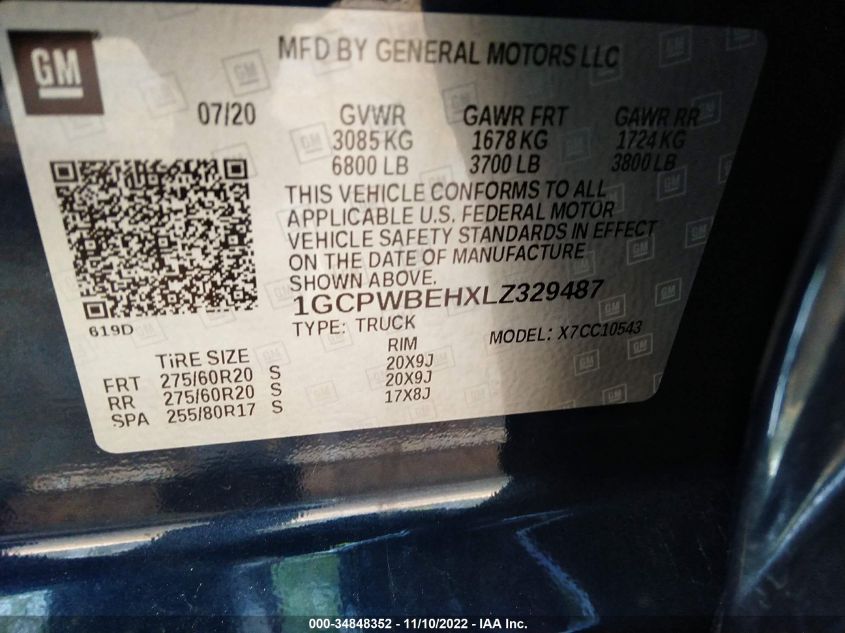 GM
MFD BY GENERAL MOTORS LLC
07/20 GVWR GAWR FRT GAWR RR
3085 KG 1678 KG 1724 KG
6800 LB 3700 LB 3800 LB
THIS VEHICLE CONFORMS TO ALL
APPLICABLE U.S. FEDERAL MOTOR
VEHICLE SAFETY STANDARDS IN EFFECT
ON THE DATE OF MANUFACTURE
SHOWN ABOVE.
1GCPWBEHXLZ329487
619D TYPE: TRUCK MODEL: X7CC10543
TIRE SIZE RIM
FRT 275/60R20 S 20X9J
RR 275/60R20 S 20X9J
SPA 255/80R17 S 17X8J
000-34848352 - 11/10/2022 - IAA Inc.